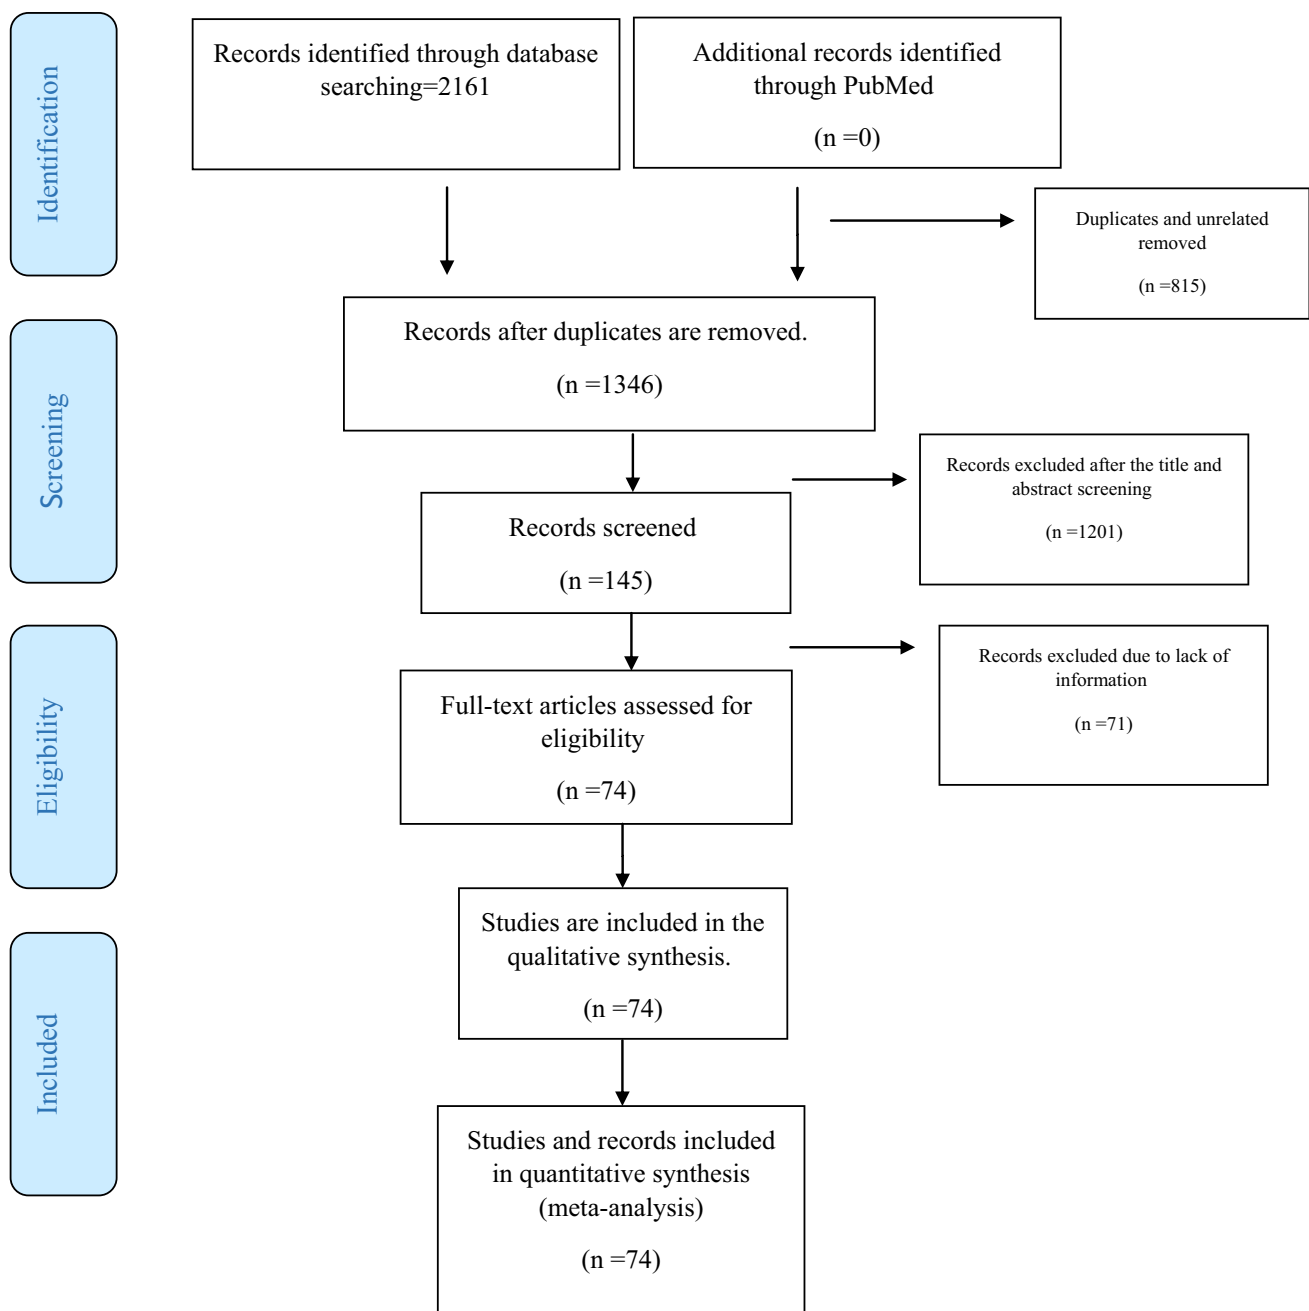 Identification
Records identified through database
searching=2161
Additional records identified
through PubMed
(n =0)
Duplicates and unrelated
removed
(n =815)
Records after duplicates are removed.
(n =1346)
Screening
Records excluded after the title and
abstract screening
(n =1201)
Records screened
(n =145)
Eligibility
Records excluded due to lack of
information
(n =71)
Full-text articles assessed for
eligibility
(n =74)
Included
Studies are included in the
qualitative synthesis.
(n =74)
Studies and records included
in quantitative synthesis
(meta-analysis)
(n =74)